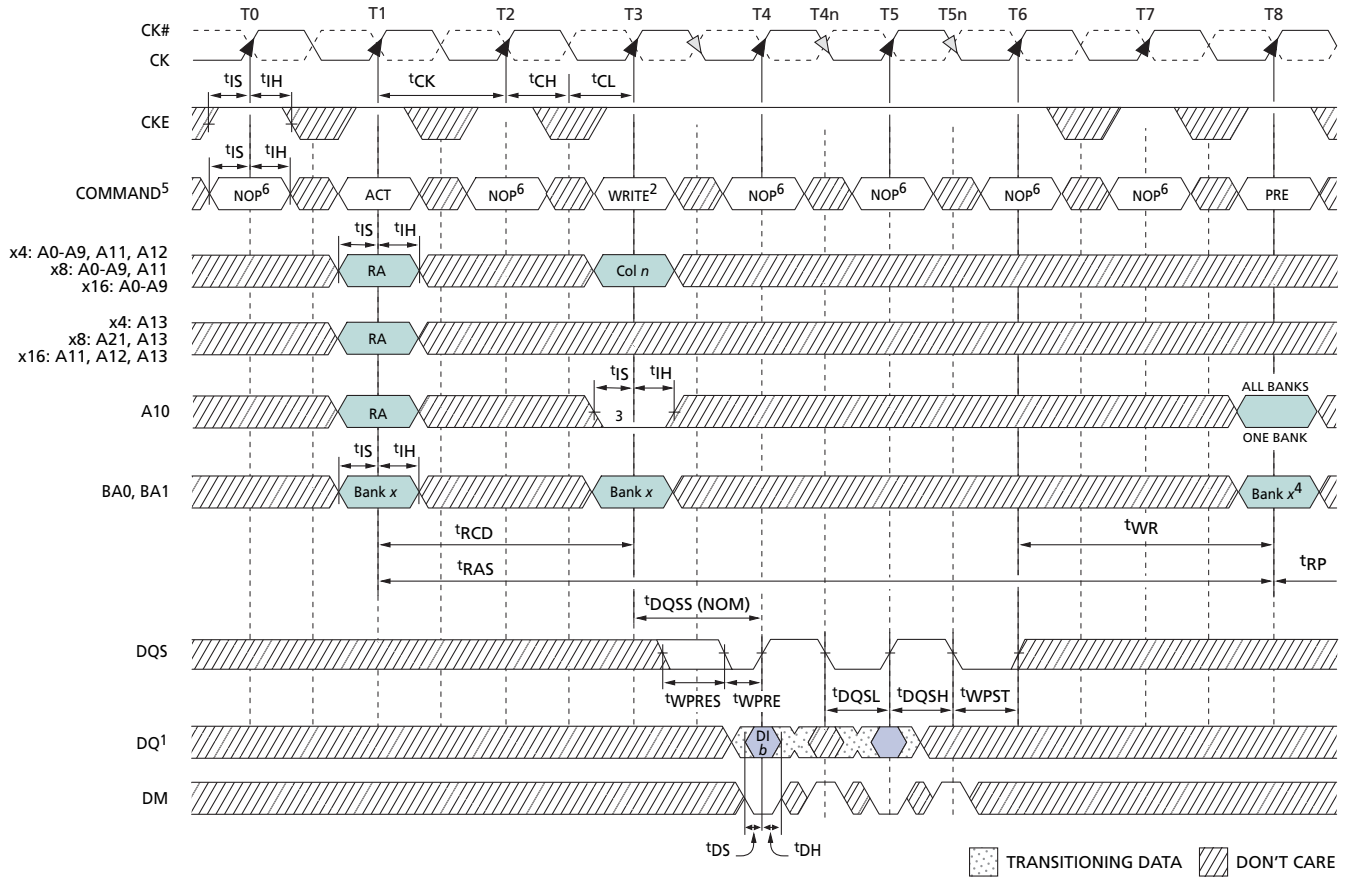 T0 T1 T2 T3 T4 T4n T5 T5n T6 T7 T8
CK#
CK
tIS tIH tCK tCH tCL
CKE
tIS tIH
COMMAND5 NOP6 ACT NOP6 WRITE2 NOP6 NOP6 NOP6 NOP6 PRE
tIS tIH
x4: A0-A9, A11, A12
x8: A0-A9, A11
x16: A0-A9
RA Col n
x4: A13
x8: A21, A13
x16: A11, A12, A13
RA
tIS tIH
ALL BANKS
A10 RA 3
ONE BANK
tIS tIH
BA0, BA1 Bank x Bank x Bank x4
tRCD tWR
tRAS tRP
tDQSS (NOM)
DQS
tWPRES tWPRE tDQSL tDQSH tWPST
DQ1 DI
b
DM
tDS tDH
TRANSITIONING DATA DON'T CARE